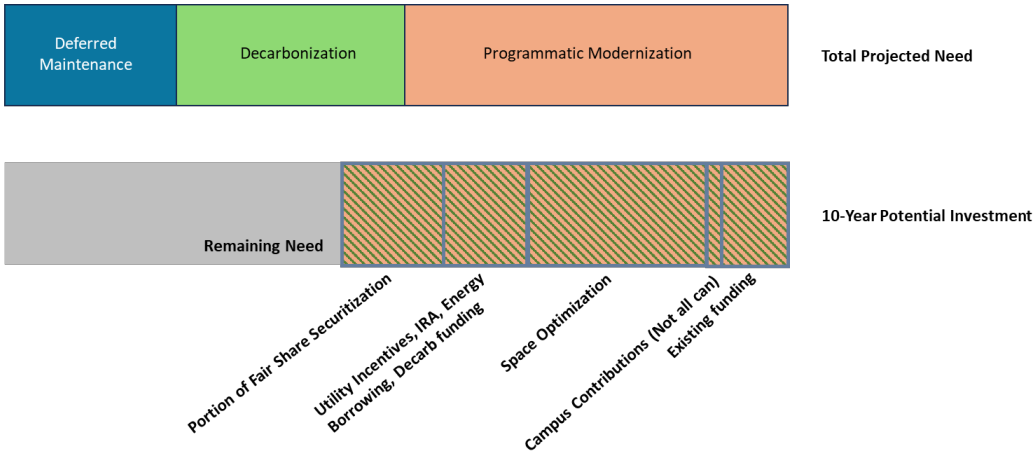 Deferred
Maintenance
Decarbonization
Programmatic Modernization
Total Projected Need
Remaining Need
10-Year Potential Investment
Portion of Fair Share Securitization
Utility Incentives, IRA, Energy
Borrowing, Decarb funding
Space Optimization
Campus Contributions (Not all can)
Existing funding